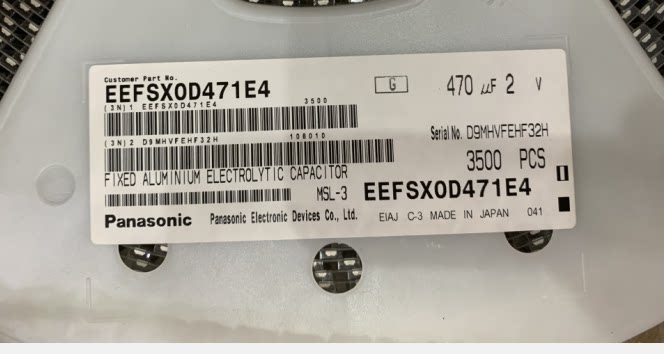 Customer Part No.
EEFSX0D471E4
(3N)1 EEFSX0D471E4 3500
(3N)2 D9MHVFEHF32H 108010
FIXED ALUMINIUM ELECTROLYTIC CAPACITOR
MSL-3
Panasonic Panasonic Electronic Devices Co., Ltd.
G 470 μF 2 V
Serial No. D9MHVFEHF32H
3500 PCS
EEFSX0D471E4
EIAJ C-3 MADE IN JAPAN 041